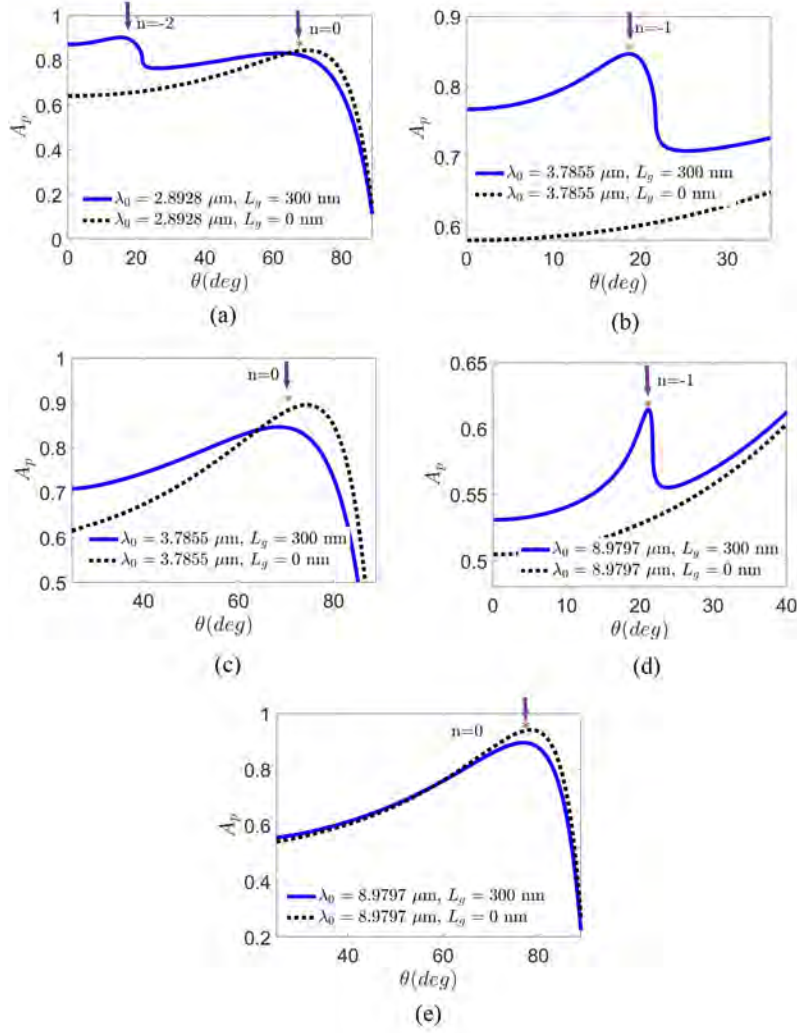 n=-2
n=0
1
0.8
0.6
0.4
0.2
0
A_p
λ_0 = 2.8928 μm, L_g = 300 nm
λ_0 = 2.8928 μm, L_g = 0 nm
0 20 40 60 80
θ(deg)
(a)
n=-1
0.9
0.8
0.7
0.6
A_p
λ_0 = 3.7855 μm, L_g = 300 nm
λ_0 = 3.7855 μm, L_g = 0 nm
0 10 20 30
θ(deg)
(b)
n=0
1
0.9
0.8
0.7
0.6
0.5
A_p
λ_0 = 3.7855 μm, L_g = 300 nm
λ_0 = 3.7855 μm, L_g = 0 nm
40 60 80
θ(deg)
(c)
n=-1
0.65
0.6
0.55
0.5
A_p
λ_0 = 8.9797 μm, L_g = 300 nm
λ_0 = 8.9797 μm, L_g = 0 nm
0 10 20 30 40
θ(deg)
(d)
n=0
1
0.8
0.6
0.4
0.2
A_p
λ_0 = 8.9797 μm, L_g = 300 nm
λ_0 = 8.9797 μm, L_g = 0 nm
40 60 80
θ(deg)
(e)